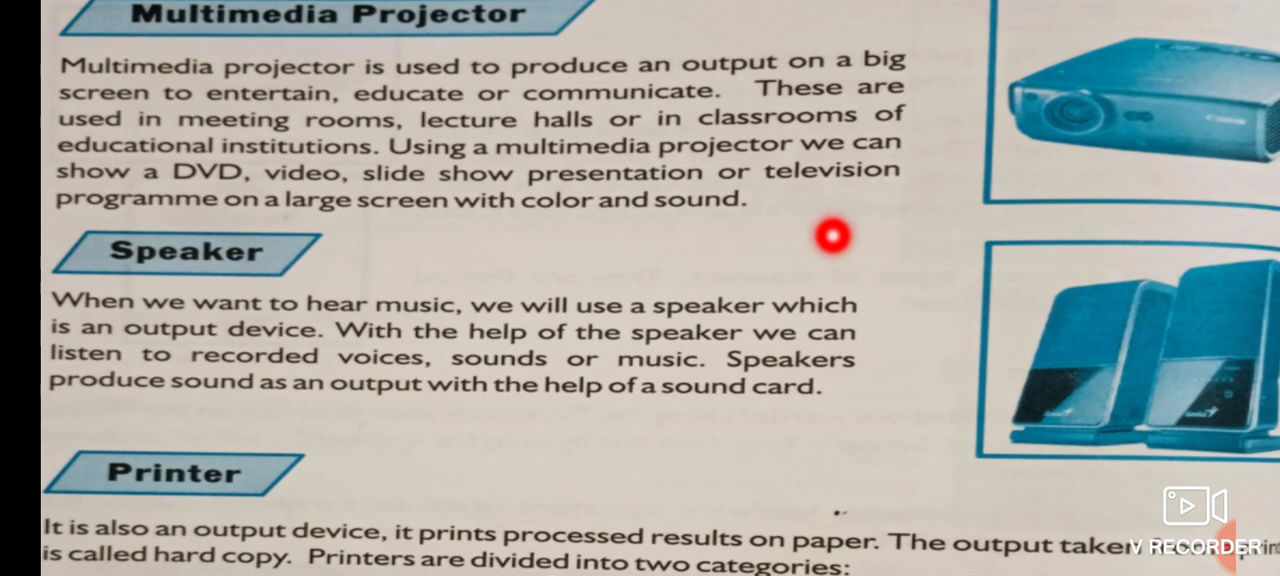 Multimedia Projector
Multimedia projector is used to produce an output on a big
screen to entertain, educate or communicate. These are
used in meeting rooms, lecture halls or in classrooms of
educational institutions. Using a multimedia projector we can
show a DVD, video, slide show presentation or television
programme on a large screen with color and sound.
Speaker
When we want to hear music, we will use a speaker which
is an output device. With the help of the speaker we can
listen to recorded voices, sounds or music. Speakers
produce sound as an output with the help of a sound card.
Printer
It is also an output device, it prints processed results on paper. The output taken
is called hard copy. Printers are divided into two categories:
V RECORDER